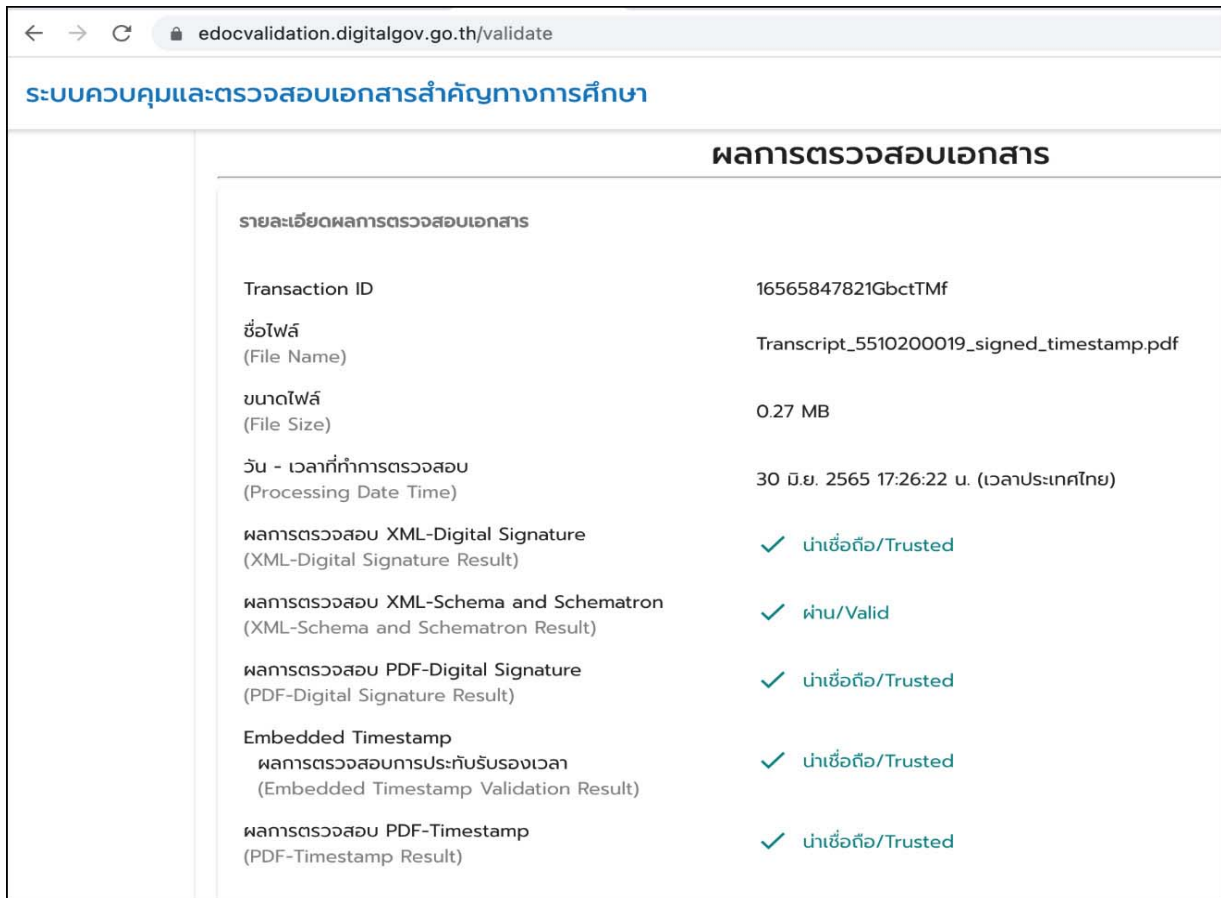 edocvalidation.digitalgov.go.th/validate
ระบบควบคุมและตรวจสอบเอกสารสำคัญทางการศึกษา
ผลการตรวจสอบเอกสาร
รายละเอียดผลการตรวจสอบเอกสาร
Transaction ID 16565847821GbctTMf
ชื่อไฟล์
(File Name) Transcript_5510200019_signed_timestamp.pdf
ขนาดไฟล์
(File Size) 0.27 MB
วัน - เวลาที่ทำการตรวจสอบ
(Processing Date Time) 30 มิ.ย. 2565 17:26:22 น. (เวลาประเทศไทย)
ผลการตรวจสอบ XML-Digital Signature
(XML-Digital Signature Result) น่าเชื่อถือ/Trusted
ผลการตรวจสอบ XML-Schema and Schematron
(XML-Schema and Schematron Result) ผ่าน/Valid
ผลการตรวจสอบ PDF-Digital Signature
(PDF-Digital Signature Result) น่าเชื่อถือ/Trusted
Embedded Timestamp
ผลการตรวจสอบการประทับรับรองเวลา น่าเชื่อถือ/Trusted
(Embedded Timestamp Validation Result)
ผลการตรวจสอบ PDF-Timestamp
(PDF-Timestamp Result) น่าเชื่อถือ/Trusted